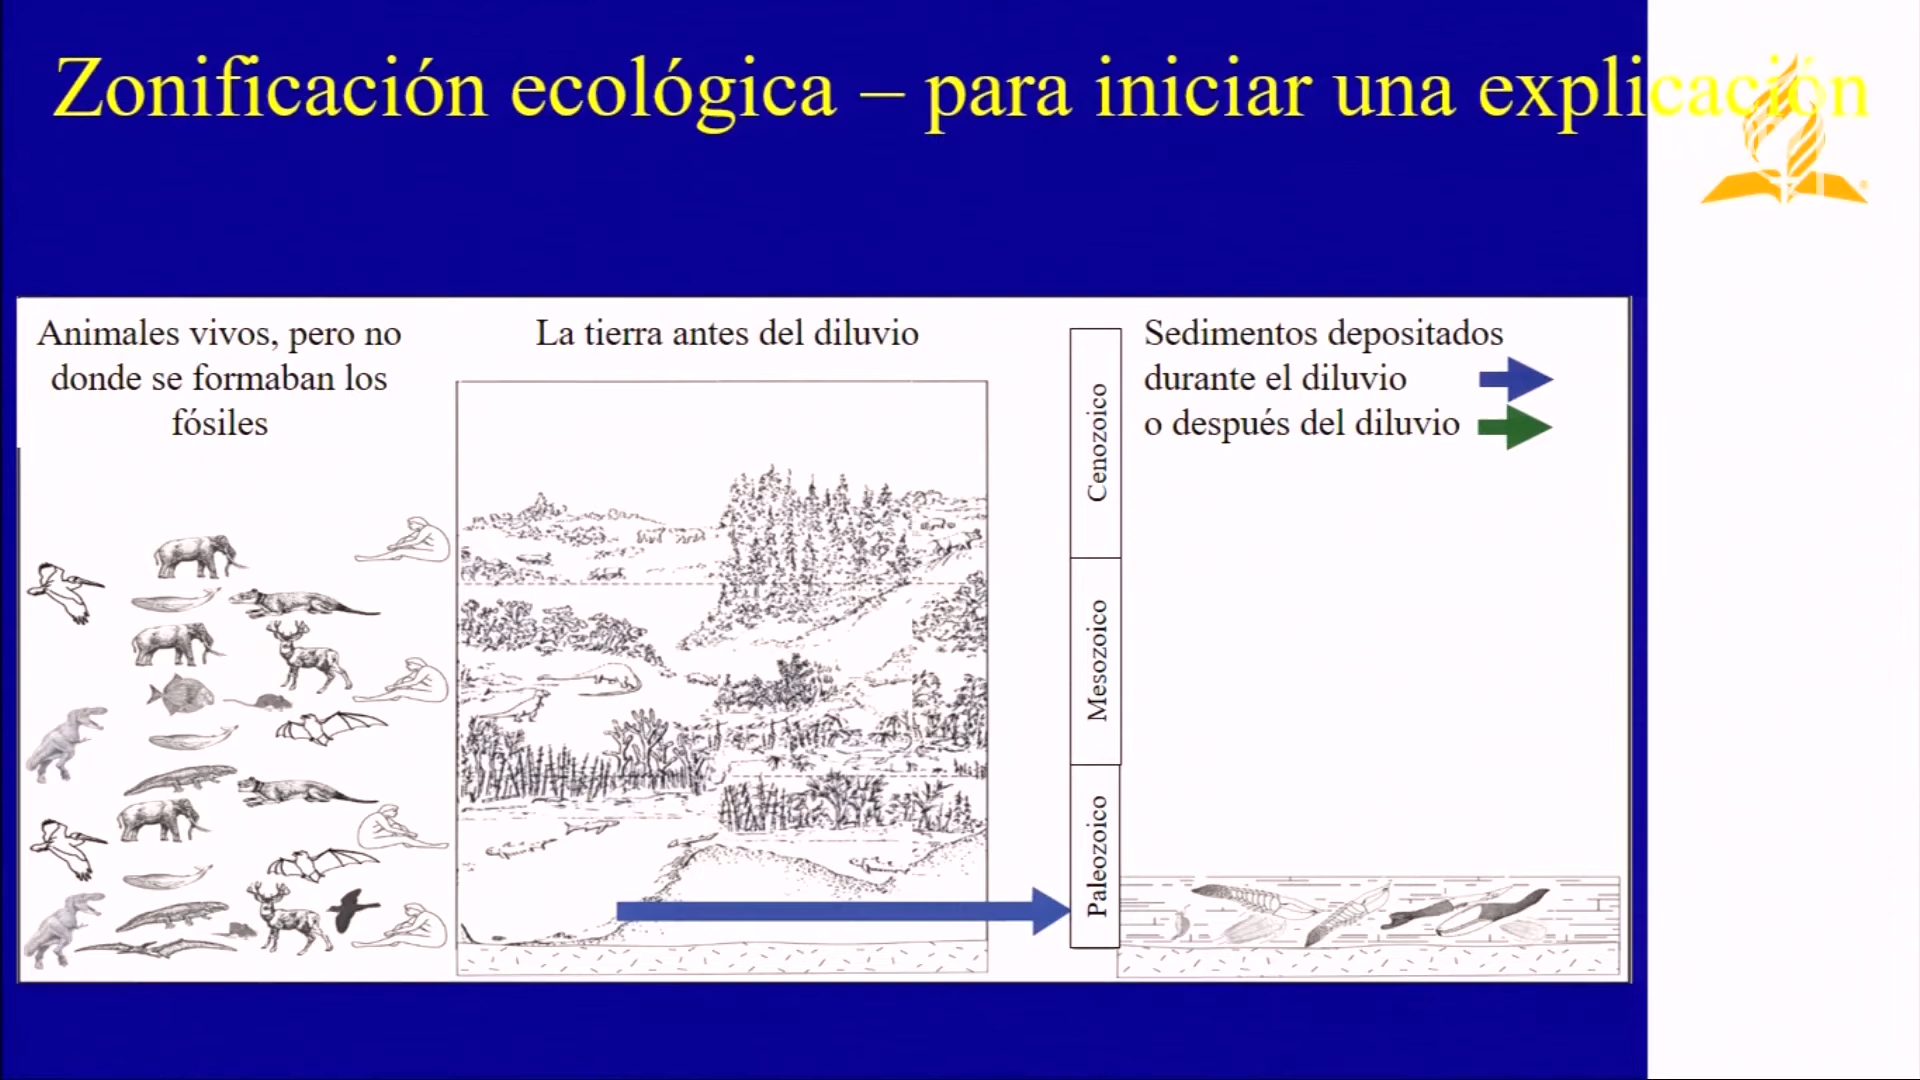 Zonificación ecológica – para iniciar una explicación
Animales vivos, pero no
donde se formaban los
fósiles
La tierra antes del diluvio
Cenozoico
Mesozoico
Paleozoico
Sedimentos depositados
durante el diluvio
o después del diluvio